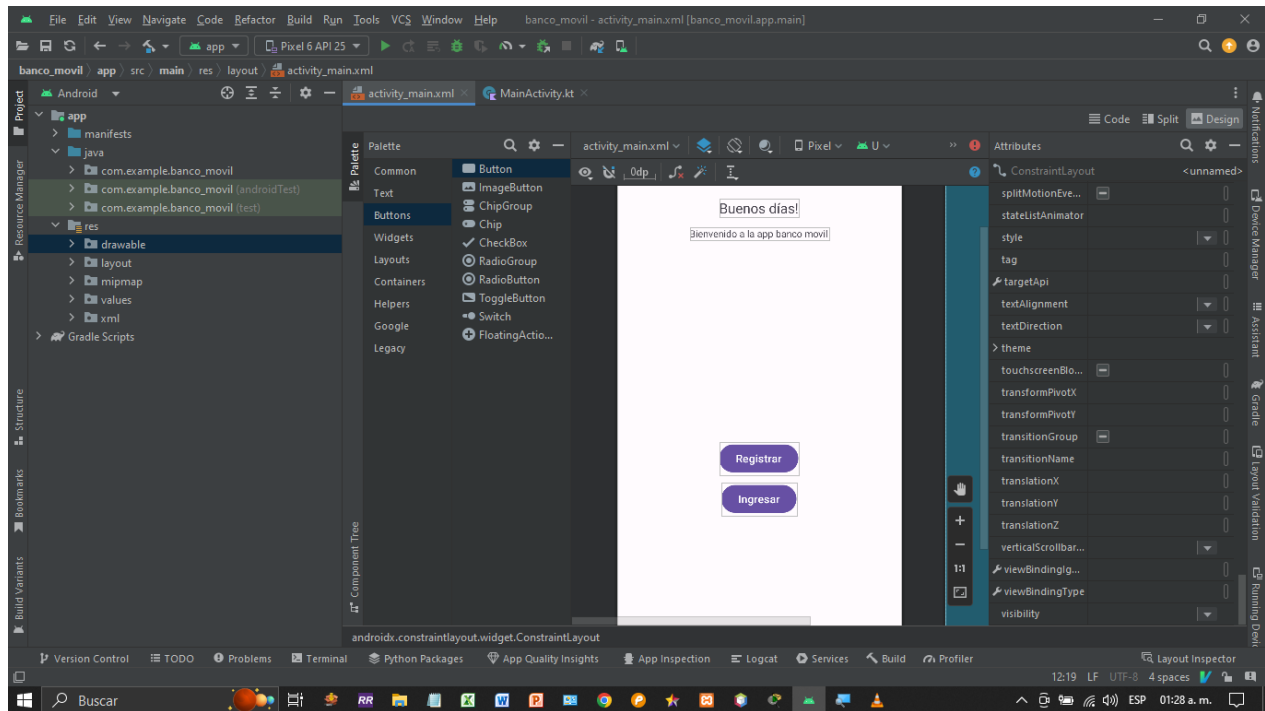 File Edit View Navigate Code Refactor Build Run Tools VCS Window Help banco_movil - activity_main.xml [banco_movil.app.main]
app Pixel 6 API 25
banco_movil app src main res layout activity_main.xml
Android activity_main.xml MainActivity.kt
Code Split Design
Project
Resource Manager
Structure
Bookmarks
Build Variants
app
manifests
java
com.example.banco_movil
com.example.banco_movil (androidTest)
com.example.banco_movil (test)
res
drawable
layout
mipmap
values
xml
Gradle Scripts
Palette
Component Tree
Palette
Common
Text
Buttons
Widgets
Layouts
Containers
Helpers
Google
Legacy
Button
ImageButton
ChipGroup
Chip
CheckBox
RadioGroup
RadioButton
ToggleButton
Switch
FloatingActio...
activity_main.xml Pixel U
0dp
Buenos días!
Bienvenido a la app banco movil
Registrar
Ingresar
1:1
Attributes
ConstraintLayout <unnamed>
splitMotionEve...
stateListAnimator
style
tag
targetApi
textAlignment
textDirection
theme
touchscreenBlo...
transformPivotX
transformPivotY
transitionGroup
transitionName
translationX
translationY
translationZ
verticalScrollbar...
viewBindingIg...
viewBindingType
visibility
Notifications
Device Manager
Assistant
Gradle
Layout Validation
Running Devic
androidx.constraintlayout.widget.ConstraintLayout
Version Control TODO Problems Terminal Python Packages App Quality Insights App Inspection Logcat Services Build Profiler Layout Inspector
12:19 LF UTF-8 4 spaces
Buscar RR ESP 01:28 a. m.